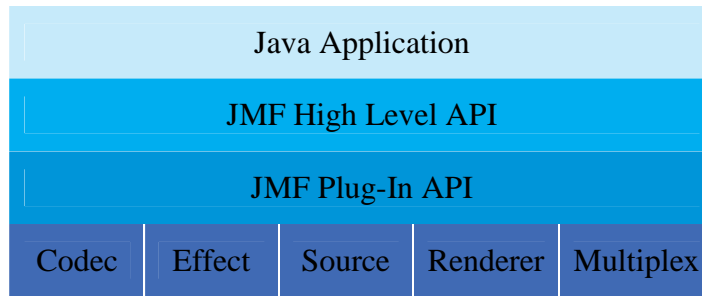 Java Application
JMF High Level API
JMF Plug-In API
Codec Effect Source Renderer Multiplex